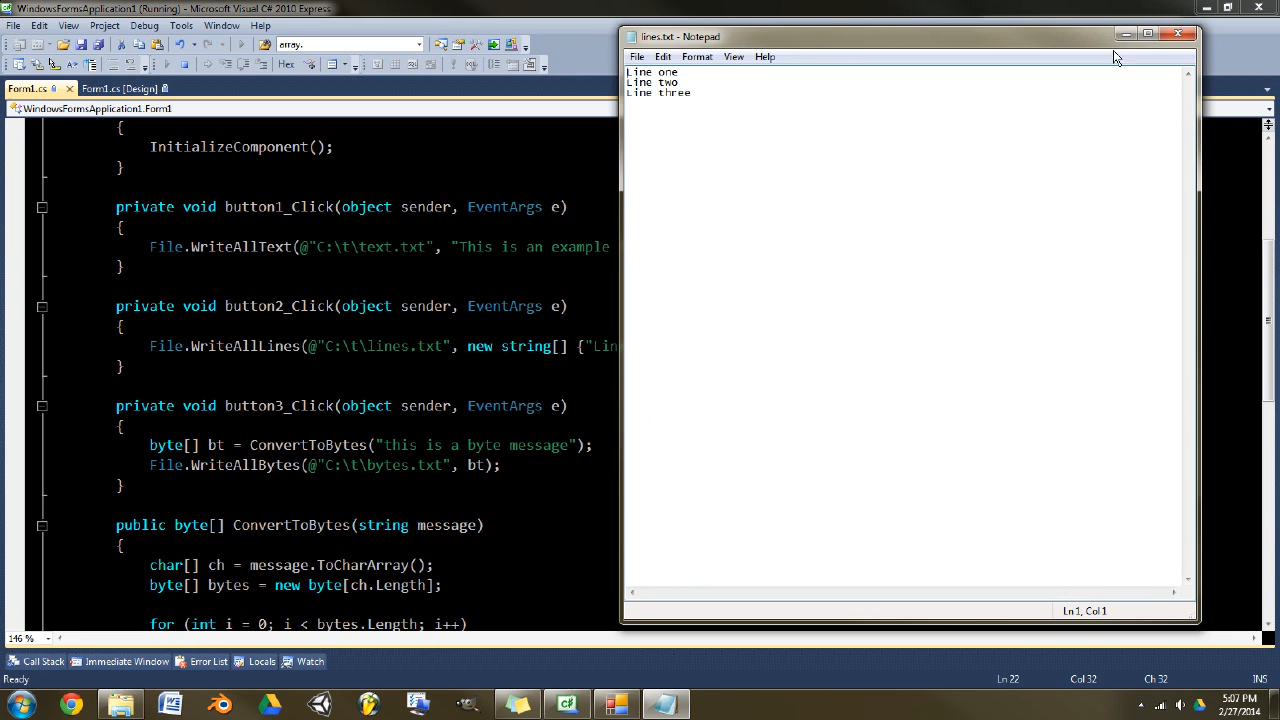 WindowsFormsApplication1 (Running) - Microsoft Visual C# 2010 Express
File Edit View Project Debug Tools Window Help
array.
Hex
Form1.cs Form1.cs [Design]
WindowsFormsApplication1.Form1
{
InitializeComponent();
}
private void button1_Click(object sender, EventArgs e)
{
File.WriteAllText(@"C:\t\text.txt", "This is an example
}
private void button2_Click(object sender, EventArgs e)
{
File.WriteAllLines(@"C:\t\lines.txt", new string[] {"Lin
}
private void button3_Click(object sender, EventArgs e)
{
byte[] bt = ConvertToBytes("this is a byte message");
File.WriteAllBytes(@"C:\t\bytes.txt", bt);
}
public byte[] ConvertToBytes(string message)
{
char[] ch = message.ToCharArray();
byte[] bytes = new byte[ch.Length];
for (int i = 0; i < bytes.Length; i++)
146 %
lines.txt - Notepad
File Edit Format View Help
Line one
Line two
Line three
Ln 1, Col 1
Call Stack Immediate Window Error List Locals Watch
Ready Ln 22 Col 32 Ch 32 INS
5:07 PM
2/27/2014